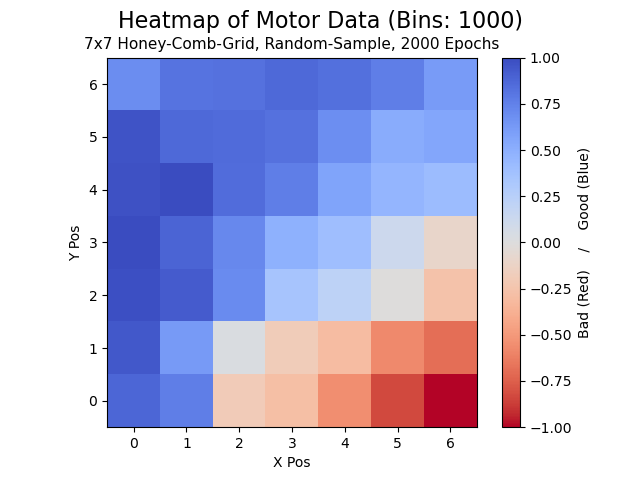 Heatmap of Motor Data (Bins: 1000)
7x7 Honey-Comb-Grid, Random-Sample, 2000 Epochs
6
5
4
3
2
1
0
Y Pos
0 1 2 3 4 5 6
X Pos
1.00
0.75
0.50
0.25
0.00
−0.25
−0.50
−0.75
−1.00
Bad (Red) / Good (Blue)